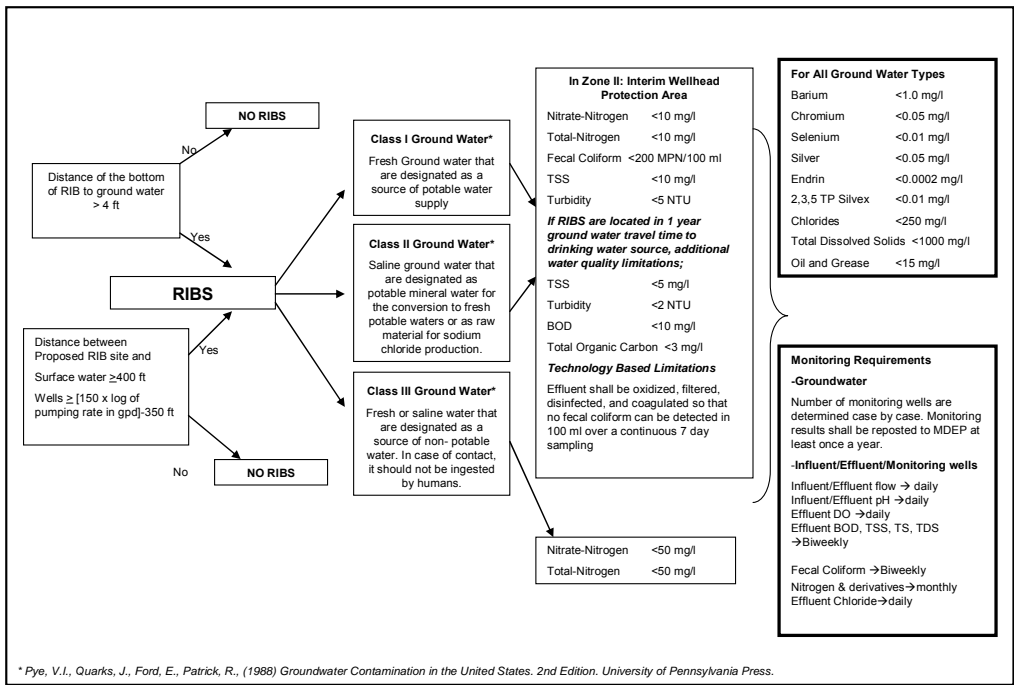 NO RIBS
No
Distance of the bottom
of RIB to ground water
> 4 ft
Yes
RIBS
Distance between
Proposed RIB site and
Surface water ≥400 ft
Wells ≥ [150 x log of
pumping rate in gpd]-350 ft
Yes
No
NO RIBS
Class I Ground Water*
Fresh Ground water that
are designated as a
source of potable water
supply
Class II Ground Water*
Saline ground water that
are designated as
potable mineral water for
the conversion to fresh
potable waters or as raw
material for sodium
chloride production.
Class III Ground Water*
Fresh or saline water that
are designated as a
source of non- potable
water. In case of contact,
it should not be ingested
by humans.
In Zone II: Interim Wellhead
Protection Area
Nitrate-Nitrogen <10 mg/l
Total-Nitrogen <10 mg/l
Fecal Coliform <200 MPN/100 ml
TSS <10 mg/l
Turbidity <5 NTU
If RIBS are located in 1 year
ground water travel time to
drinking water source, additional
water quality limitations;
TSS <5 mg/l
Turbidity <2 NTU
BOD <10 mg/l
Total Organic Carbon <3 mg/l
Technology Based Limitations
Effluent shall be oxidized, filtered,
disinfected, and coagulated so that
no fecal coliform can be detected in
100 ml over a continuous 7 day
sampling
Nitrate-Nitrogen <50 mg/l
Total-Nitrogen <50 mg/l
For All Ground Water Types
Barium <1.0 mg/l
Chromium <0.05 mg/l
Selenium <0.01 mg/l
Silver <0.05 mg/l
Endrin <0.0002 mg/l
2,3,5 TP Silvex <0.01 mg/l
Chlorides <250 mg/l
Total Dissolved Solids <1000 mg/l
Oil and Grease <15 mg/l
Monitoring Requirements
-Groundwater
Number of monitoring wells are
determined case by case. Monitoring
results shall be reposted to MDEP at
least once a year.
-Influent/Effluent/Monitoring wells
Influent/Effluent flow → daily
Influent/Effluent pH →daily
Effluent DO →daily
Effluent BOD, TSS, TS, TDS
→Biweekly
Fecal Coliform →Biweekly
Nitrogen & derivatives→monthly
Effluent Chloride→daily
* Pye, V.I., Quarks, J., Ford, E., Patrick, R., (1988) Groundwater Contamination in the United States. 2nd Edition. University of Pennsylvania Press.